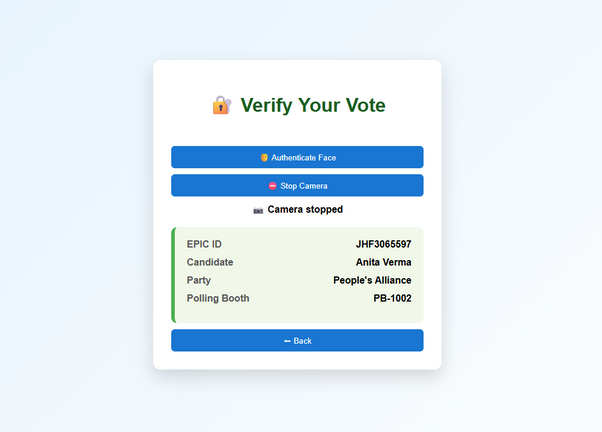 🔐 Verify Your Vote
Authenticate Face
⛔ Stop Camera
📷 Camera stopped
EPIC ID JHF3065597
Candidate Anita Verma
Party People's Alliance
Polling Booth PB-1002
⬅ Back